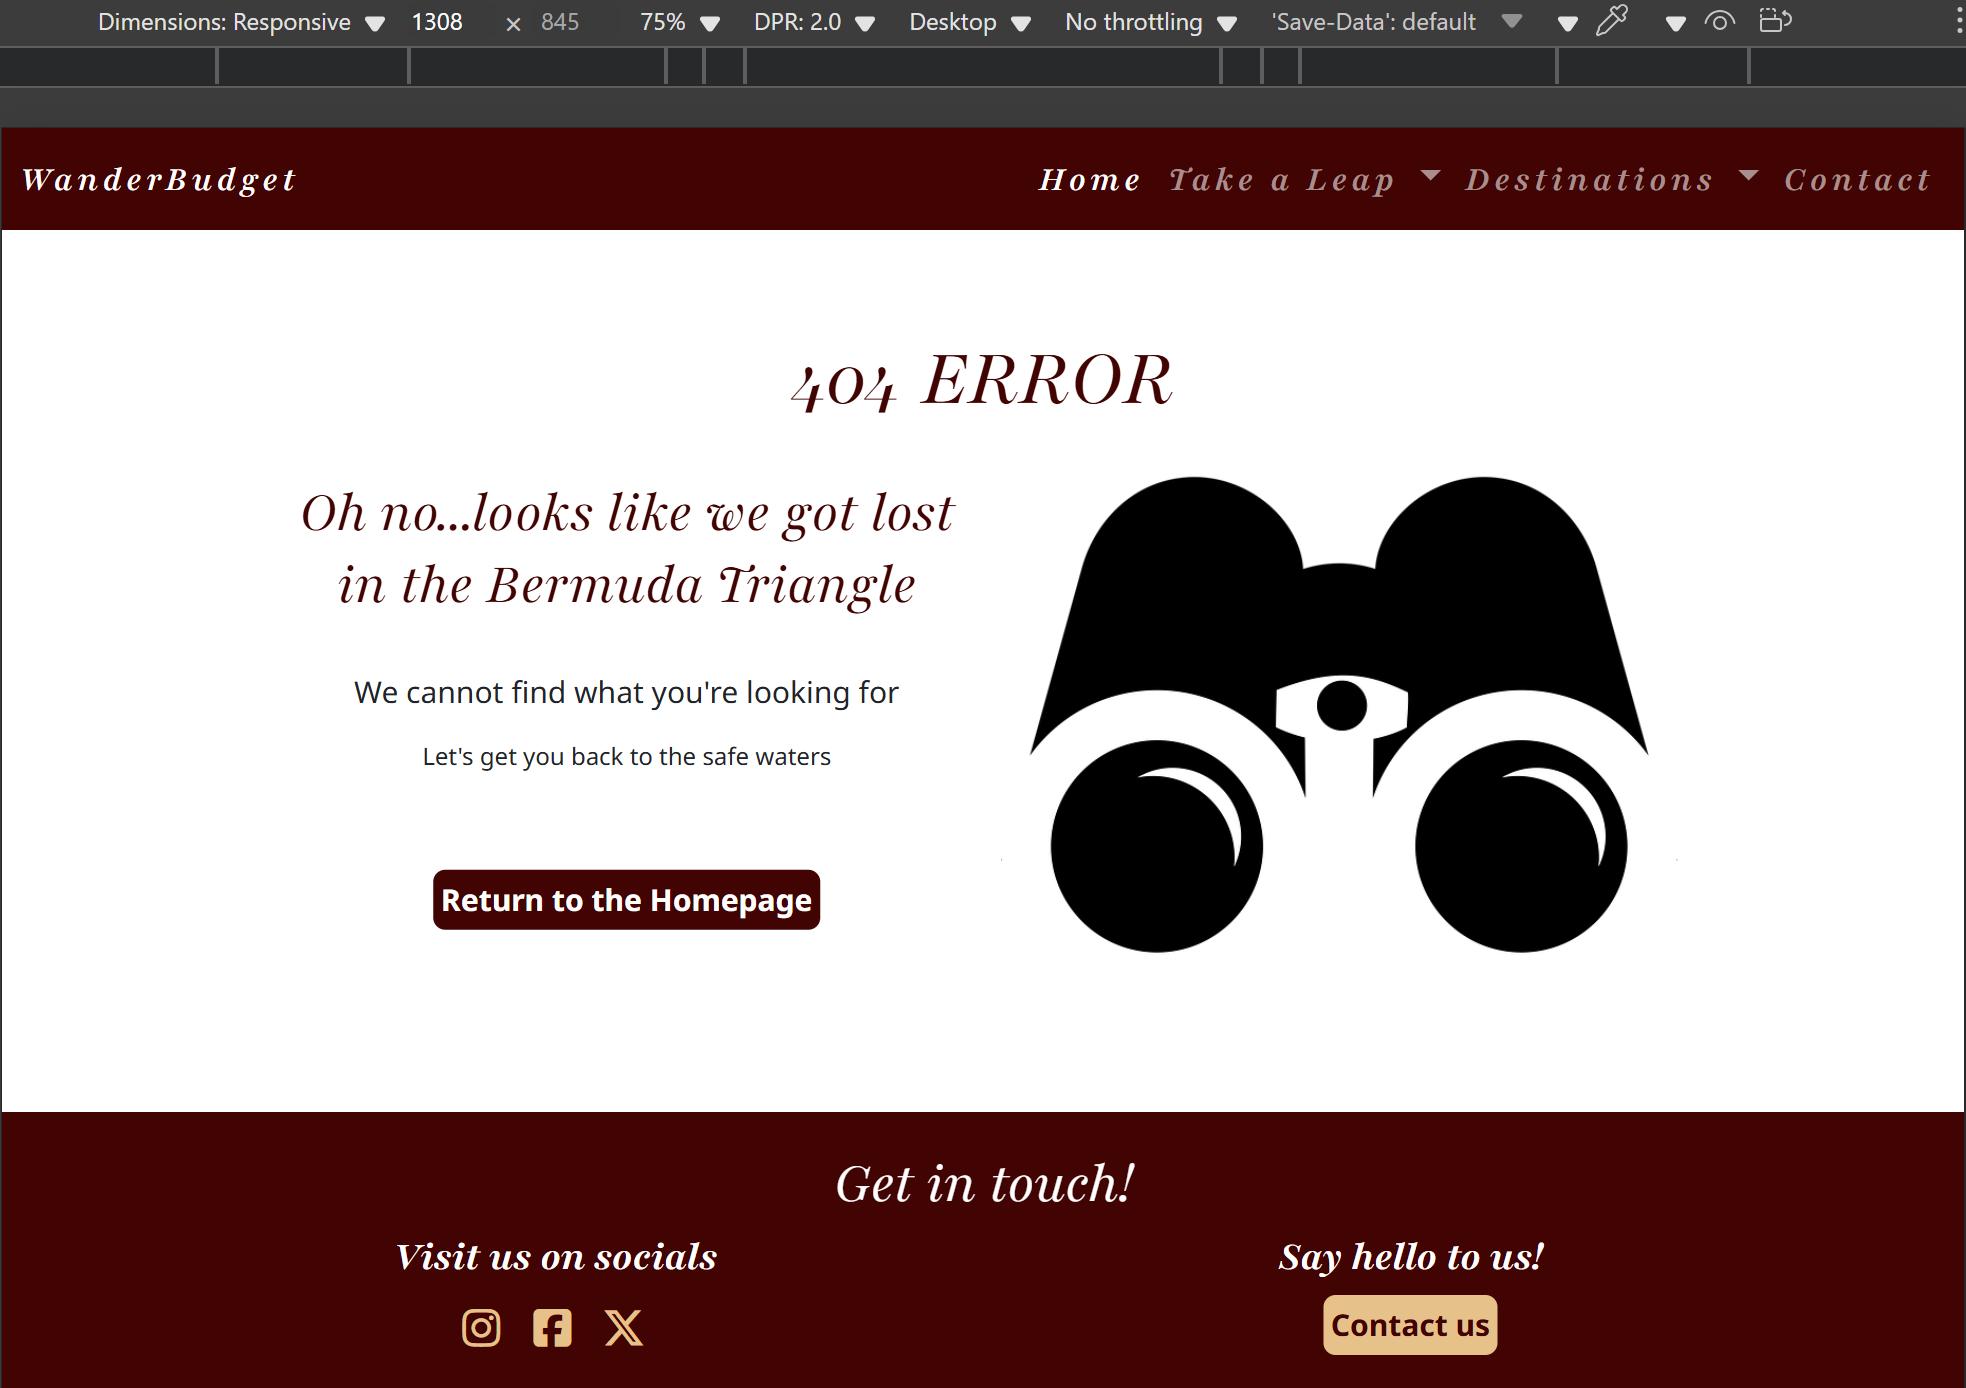 Dimensions: Responsive 1308 × 845 75% DPR: 2.0 Desktop No throttling 'Save-Data': default
WanderBudget Home Take a Leap Destinations Contact
404 ERROR
Oh no...looks like we got lost
in the Bermuda Triangle
We cannot find what you're looking for
Let's get you back to the safe waters
Return to the Homepage
Get in touch!
Visit us on socials
Say hello to us!
Contact us